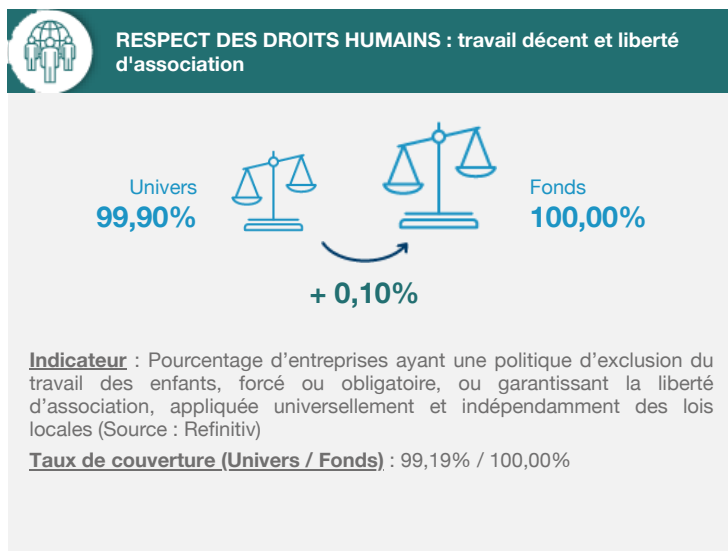 RESPECT DES DROITS HUMAINS : travail décent et liberté
d'association
Univers
99,90%
Fonds
100,00%
+ 0,10%
Indicateur : Pourcentage d’entreprises ayant une politique d’exclusion du
travail des enfants, forcé ou obligatoire, ou garantissant la liberté
d’association, appliquée universellement et indépendamment des lois
locales (Source : Refinitiv)
Taux de couverture (Univers / Fonds) : 99,19% / 100,00%